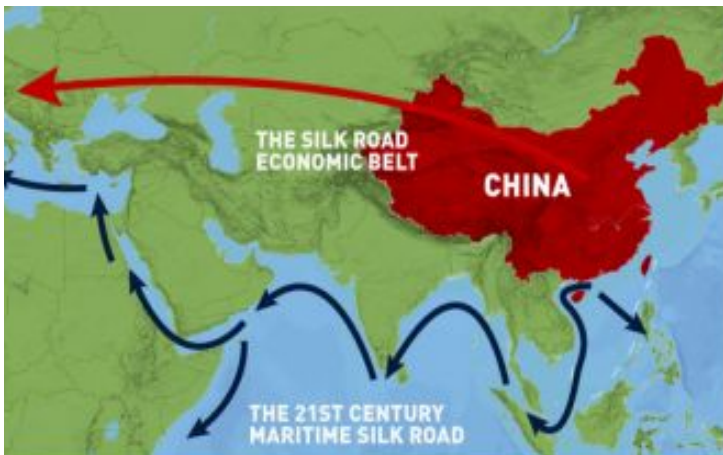 THE SILK ROAD
ECONOMIC BELT
CHINA
THE 21ST CENTURY
MARITIME SILK ROAD